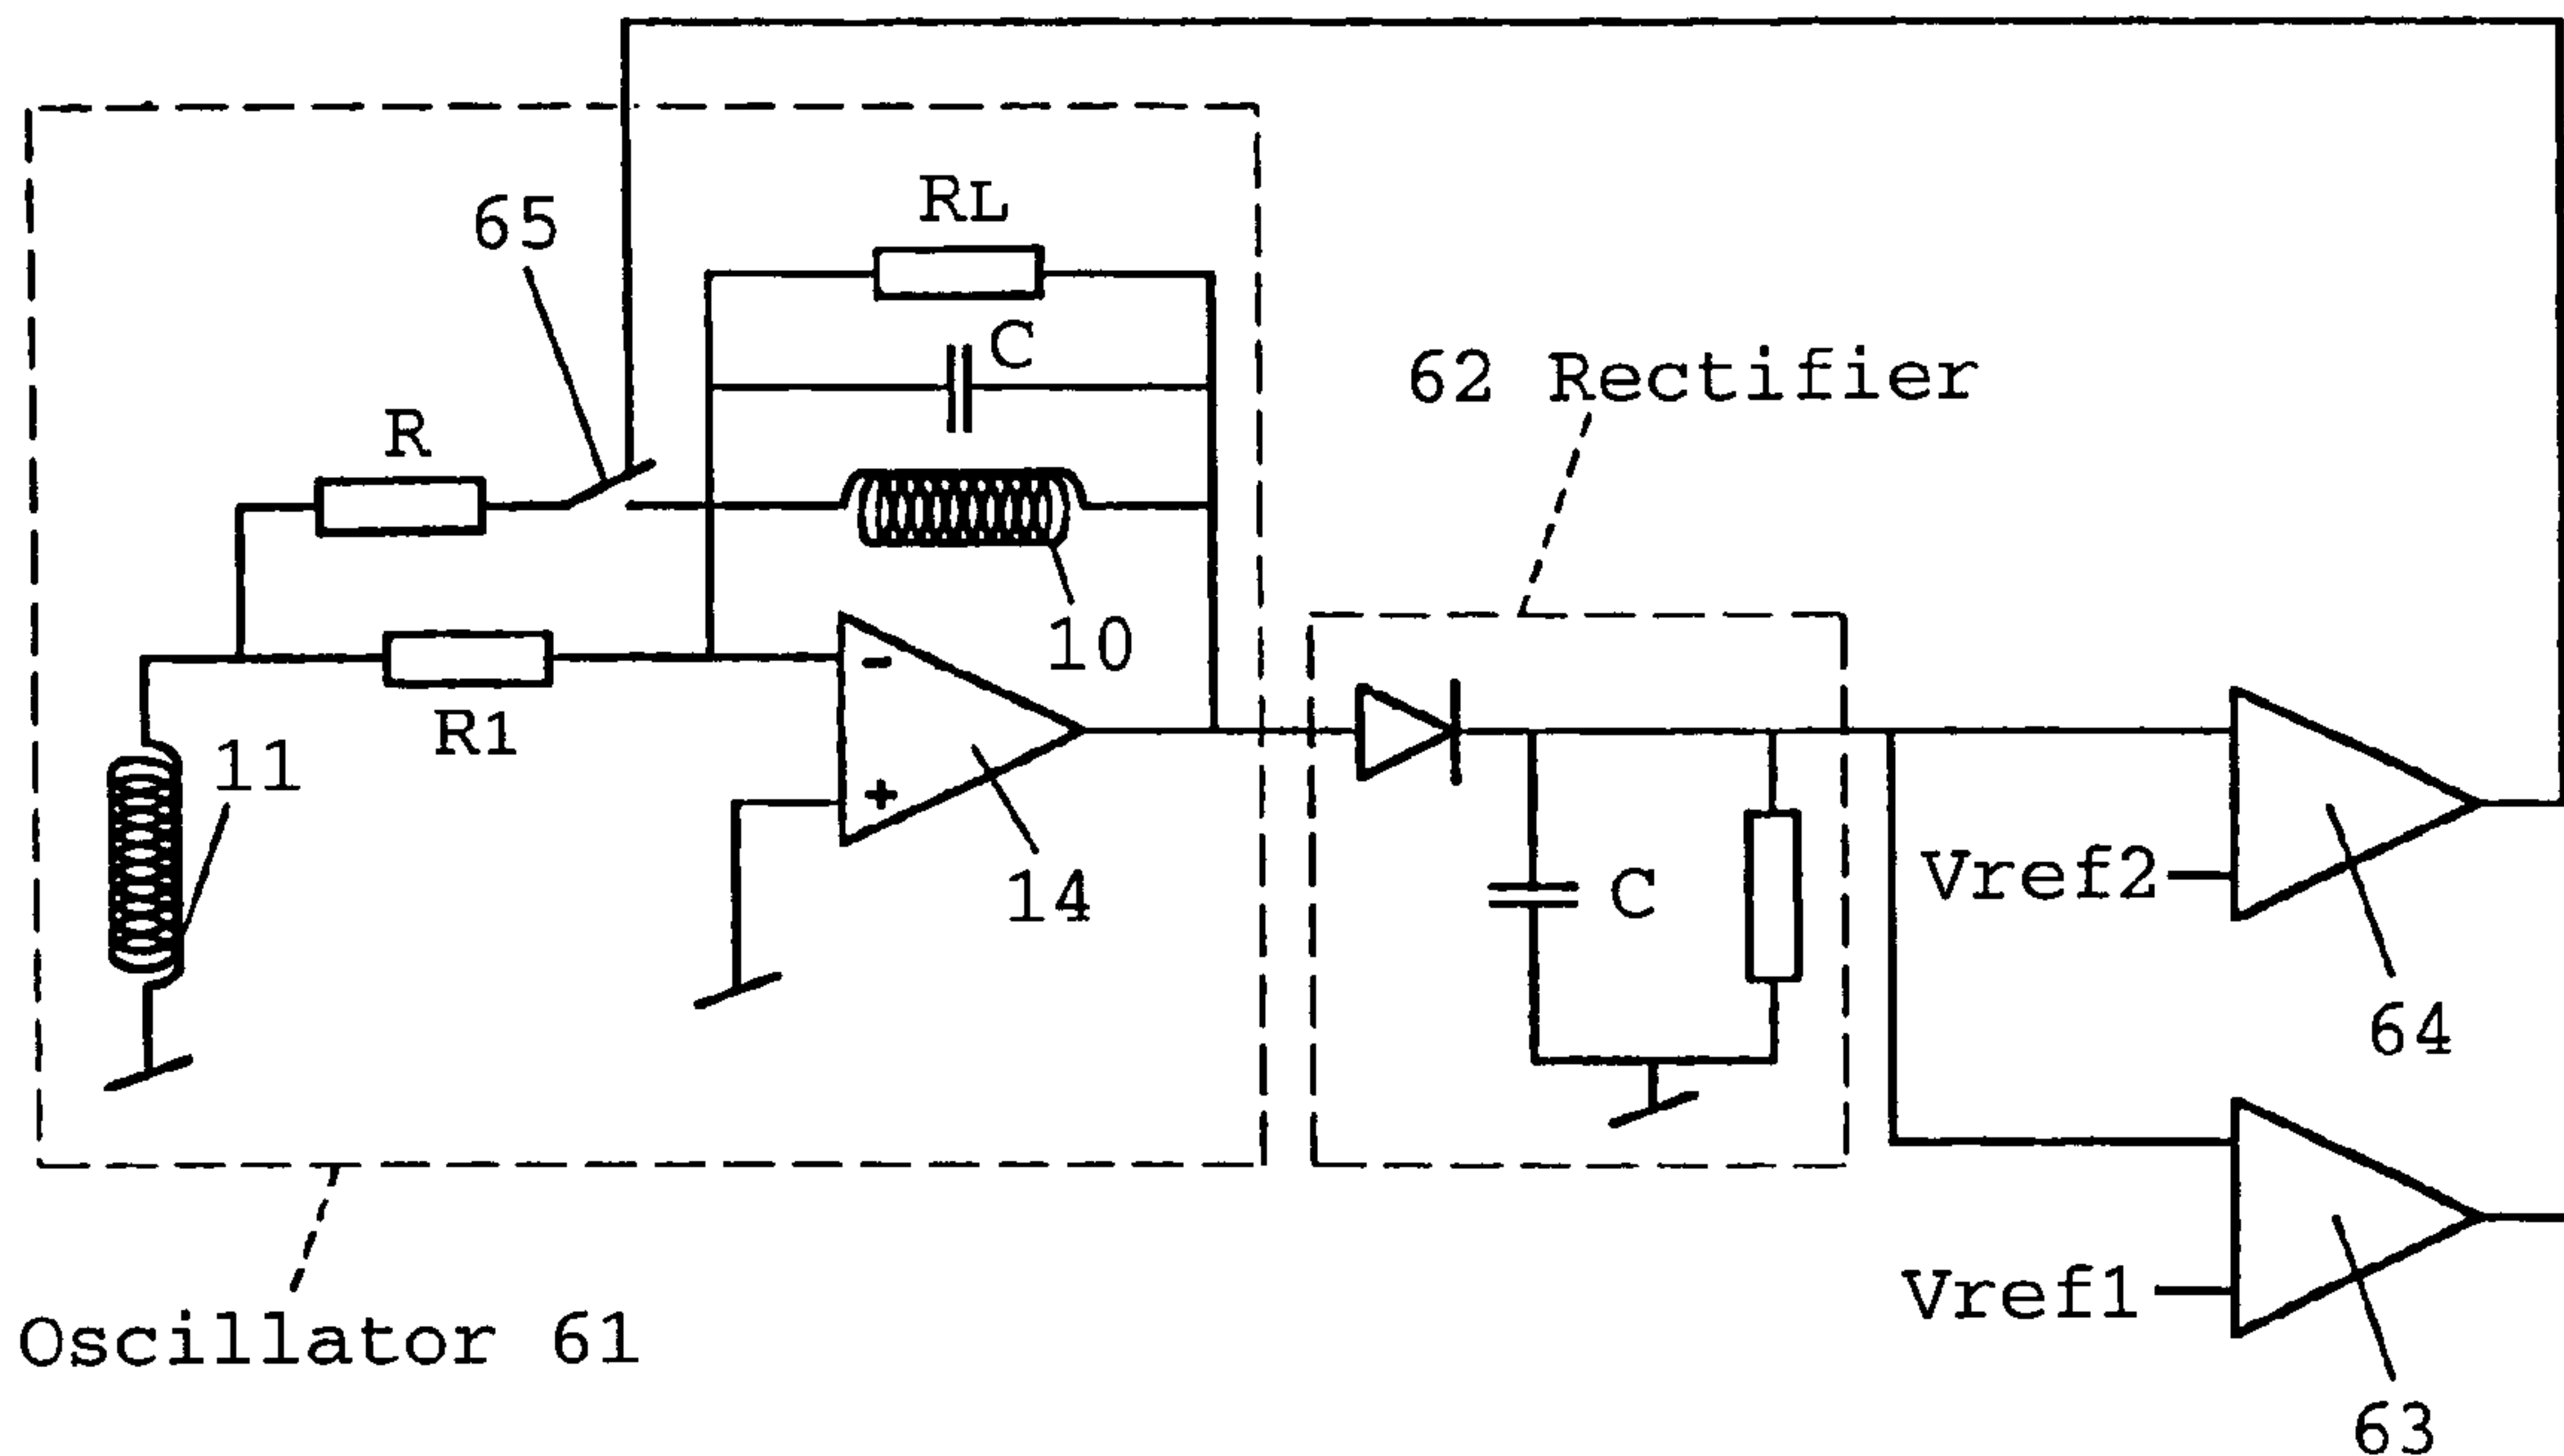 RL
65
C
62 Rectifier
R
10
R1
-
11
+
14
C
Vref2
64
Vref1
Oscillator 61
63